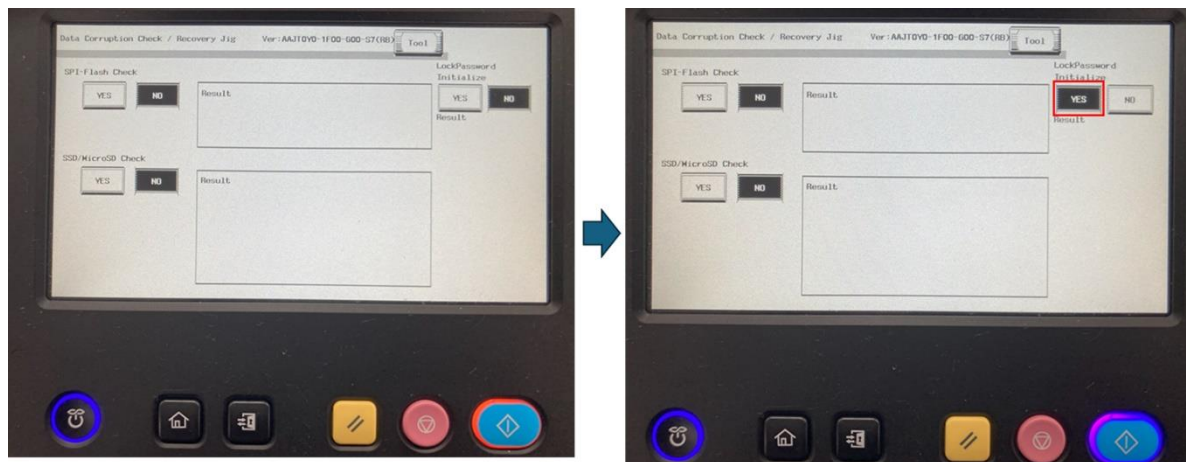 Data Corruption Check / Recovery Jig Ver:AAJT0Y0-1F00-G00-S7(RB) Tool
LockPassword
Initialize
SPI-Flash Check
YES NO Result YES NO
Result
SSD/MicroSD Check
YES NO Result
Data Corruption Check / Recovery Jig Ver:AAJT0Y0-1F00-G00-S7(RB) Tool
LockPassword
Initialize
SPI-Flash Check
YES NO Result YES NO
Result
SSD/MicroSD Check
YES NO Result